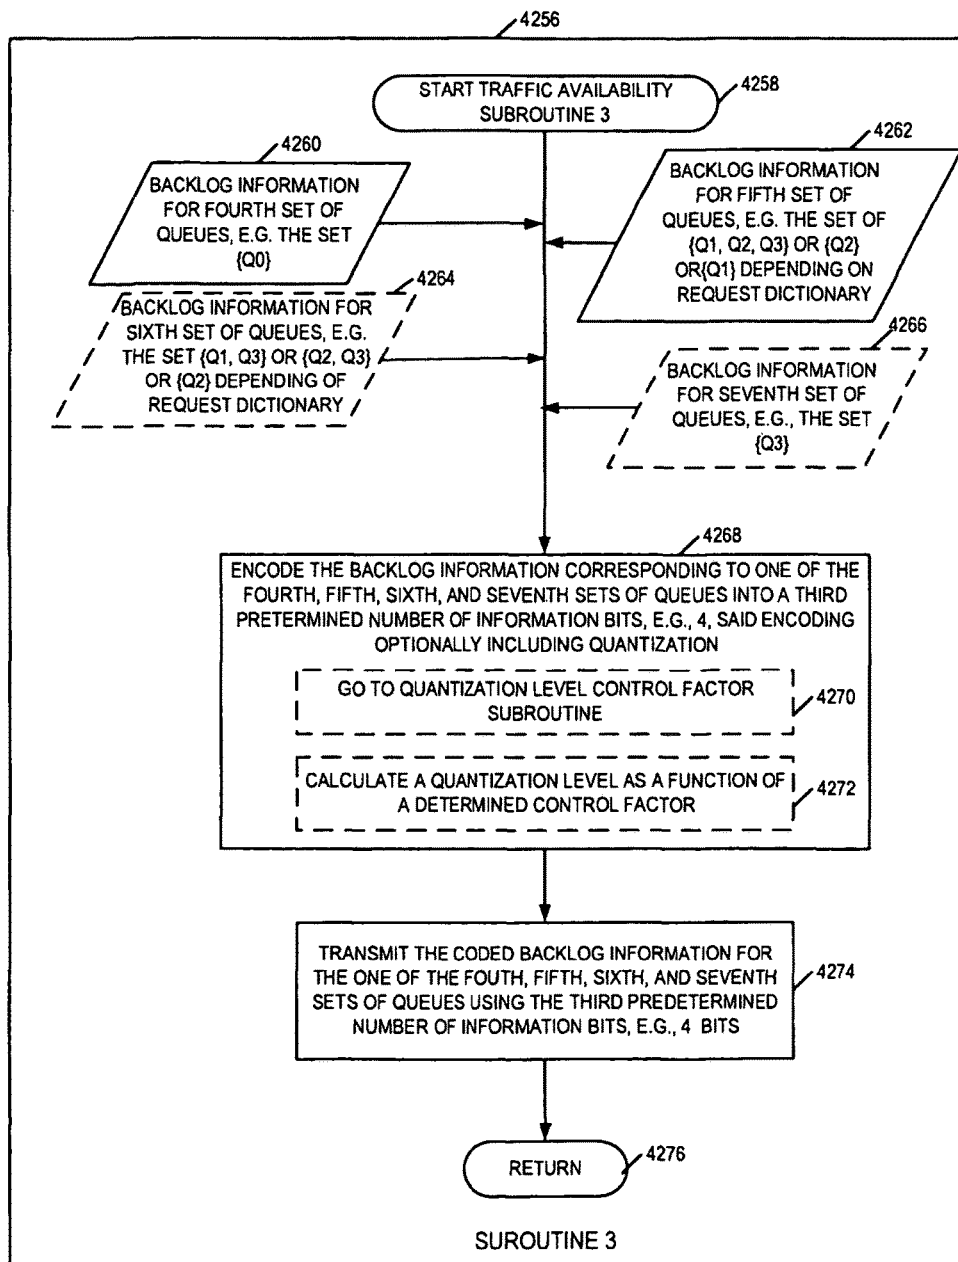 4256
START TRAFFIC AVAILABILITY
SUBROUTINE 3
4258
4260
BACKLOG INFORMATION
FOR FOURTH SET OF
QUEUES, E.G. THE SET
{Q0}
4262
BACKLOG INFORMATION
FOR FIFTH SET OF
QUEUES, E.G. THE SET OF
{Q1, Q2, Q3} OR {Q2}
OR{Q1} DEPENDING ON
REQUEST DICTIONARY
4264
BACKLOG INFORMATION FOR
SIXTH SET OF QUEUES, E.G.
THE SET {Q1, Q3} OR {Q2, Q3}
OR {Q2} DEPENDING OF
REQUEST DICTIONARY
4266
BACKLOG INFORMATION
FOR SEVENTH SET OF
QUEUES, E.G., THE SET
{Q3}
4268
ENCODE THE BACKLOG INFORMATION CORRESPONDING TO ONE OF THE
FOURTH, FIFTH, SIXTH, AND SEVENTH SETS OF QUEUES INTO A THIRD
PRETERMINED NUMBER OF INFORMATION BITS, E.G., 4, SAID ENCODING
OPTIONALLY INCLUDING QUANTIZATION
GO TO QUANTIZATION LEVEL CONTROL FACTOR
SUBROUTINE
4270
CALCULATE A QUANTIZATION LEVEL AS A FUNCTION OF
A DETERMINED CONTROL FACTOR
4272
TRANSMIT THE CODED BACKLOG INFORMATION FOR
THE ONE OF THE FOUTH, FIFTH, SIXTH, AND SEVENTH
SETS OF QUEUES USING THE THIRD PREDETERMINED
NUMBER OF INFORMATION BITS, E.G., 4 BITS
4274
RETURN
4276
SUROUTINE 3